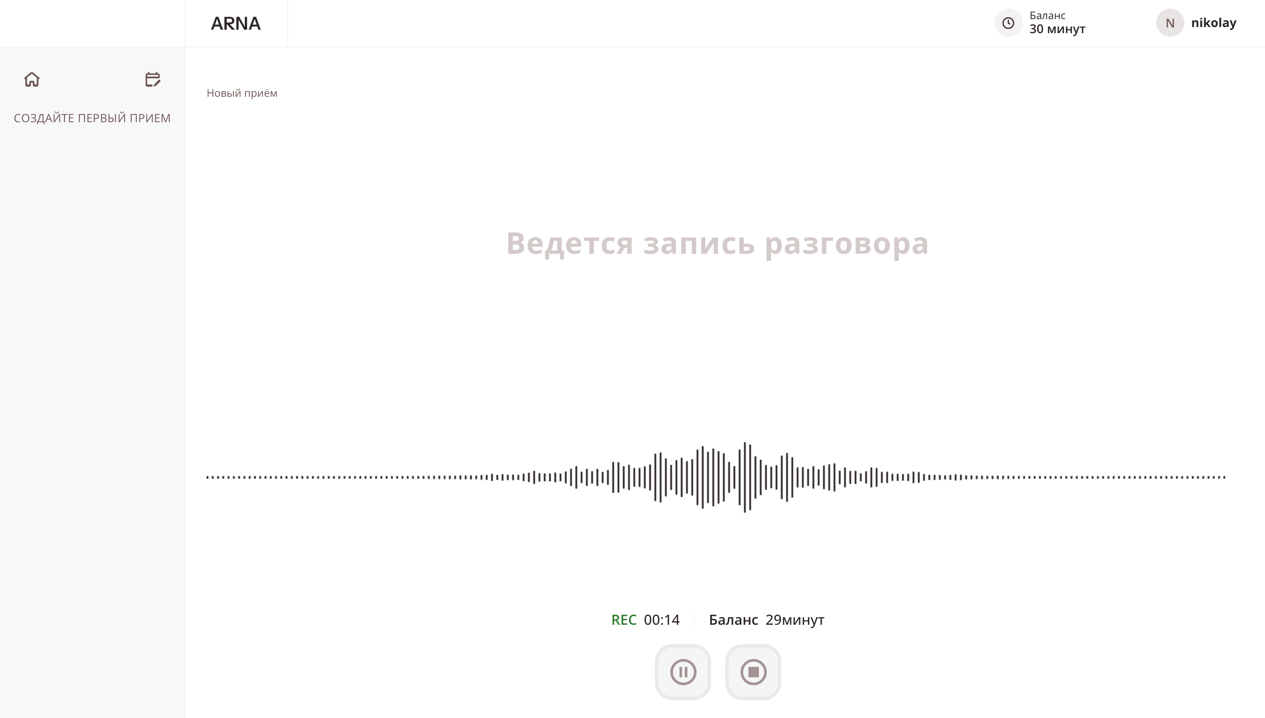 ARNA
Баланс
30 минут
N
nikolay
СОЗДАЙТЕ ПЕРВЫЙ ПРИЕМ
Новый приём
Ведется запись разговора
REC 00:14 Баланс 29минут